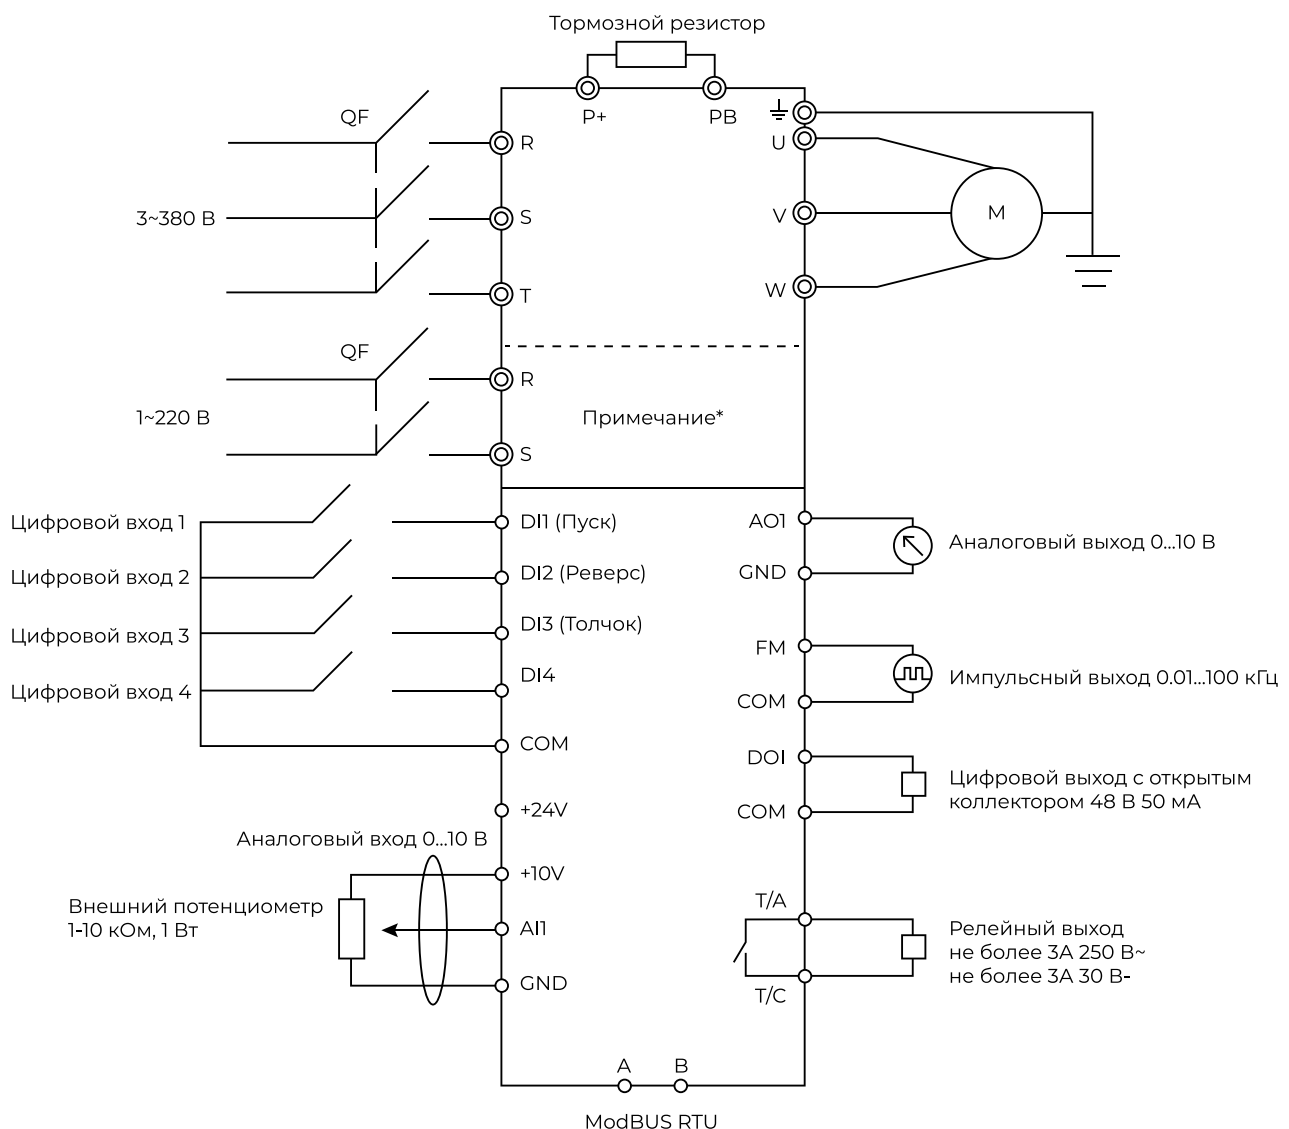 Тормозной резистор
P+
PB
QF
R
U
3~380 В
S
V
M
T
W
QF
R
1~220 В
Примечание*
S
Цифровой вход 1
DI1 (Пуск)
AO1
Аналоговый выход 0...10 В
Цифровой вход 2
DI2 (Реверс)
GND
Цифровой вход 3
DI3 (Толчок)
FM
Цифровой вход 4
DI4
Импульсный выход 0.01...100 кГц
COM
COM
DOI
Цифровой выход с открытым
коллектором 48 В 50 мА
+24V
COM
Аналоговый вход 0...10 В
+10V
Внешний потенциометр
1-10 кОм, 1 Вт
T/A
AI1
Релейный выход
не более 3А 250 В~
не более 3А 30 В-
GND
T/C
A
B
ModBUS RTU